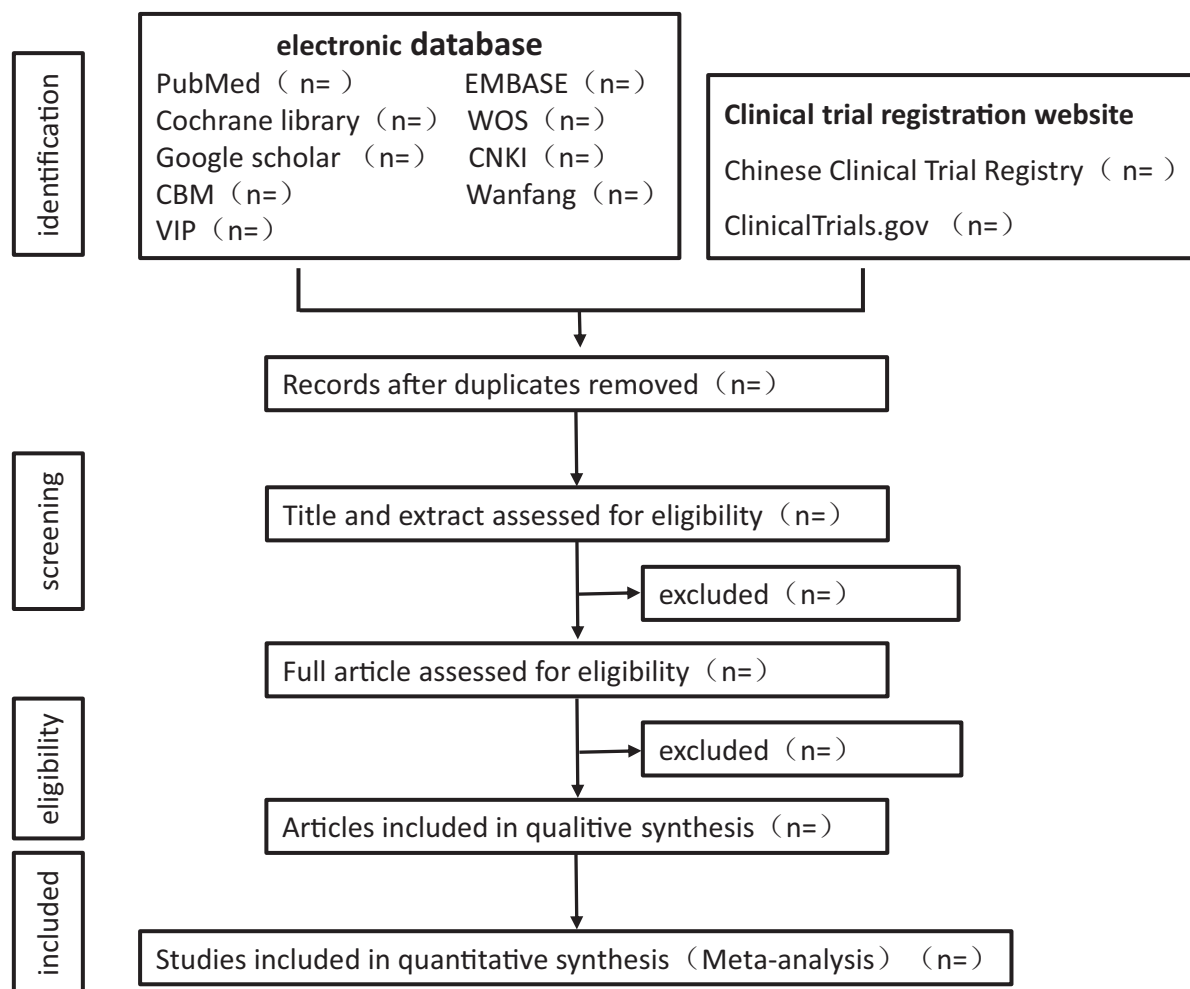 identification
electronic database
PubMed（ n= ） EMBASE（n=）
Cochrane library（n=） WOS（n=）
Google scholar （n=） CNKI（n=）
CBM（n=） Wanfang（n=）
VIP（n=）
Clinical trial registration website
Chinese Clinical Trial Registry（ n= ）
ClinicalTrials.gov （n=）
Records after duplicates removed（n=）
screening
Title and extract assessed for eligibility（n=）
excluded（n=）
Full article assessed for eligibility（n=）
eligibility
excluded（n=）
Articles included in qualitive synthesis（n=）
included
Studies included in quantitative synthesis（Meta-analysis）（n=）